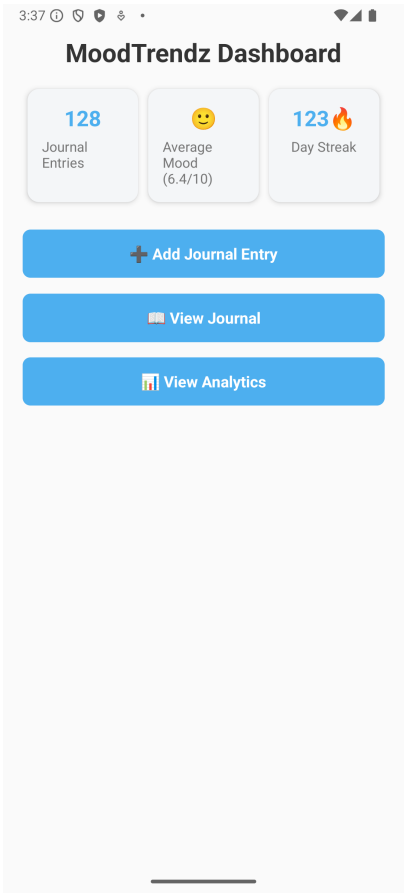 3:37
MoodTrendz Dashboard
128
Journal
Entries
🙂
Average
Mood
(6.4/10)
123🔥
Day Streak
➕ Add Journal Entry
📖 View Journal
📊 View Analytics